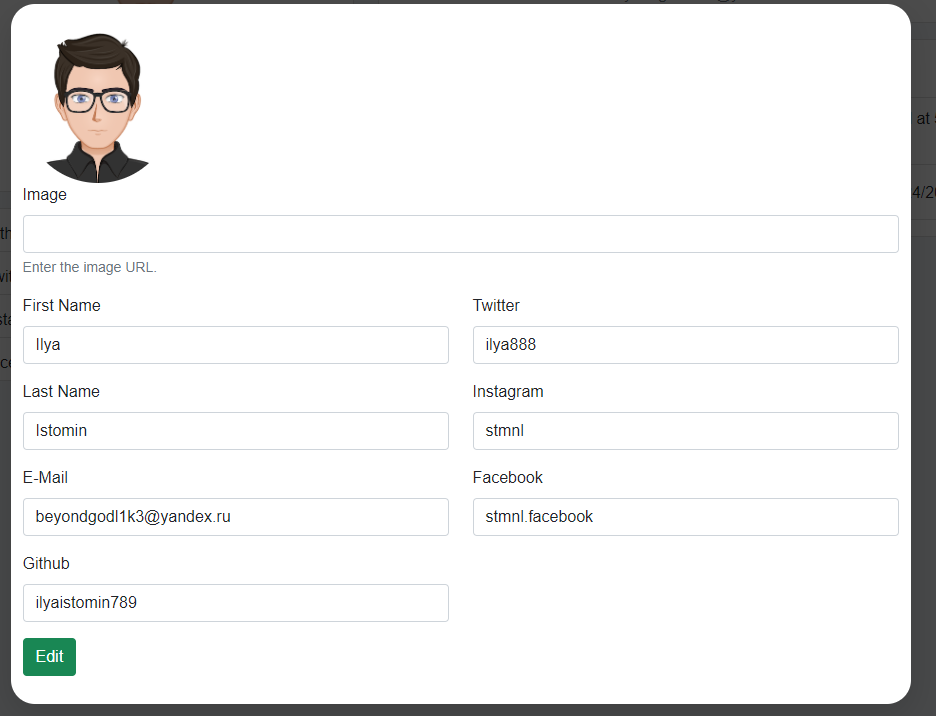 Image
Enter the image URL.
First Name
Ilya
Twitter
ilya888
Last Name
Istomin
Instagram
stmnl
E-Mail
beyondgodl1k3@yandex.ru
Facebook
stmnl.facebook
Github
ilyaistomin789
Edit
at